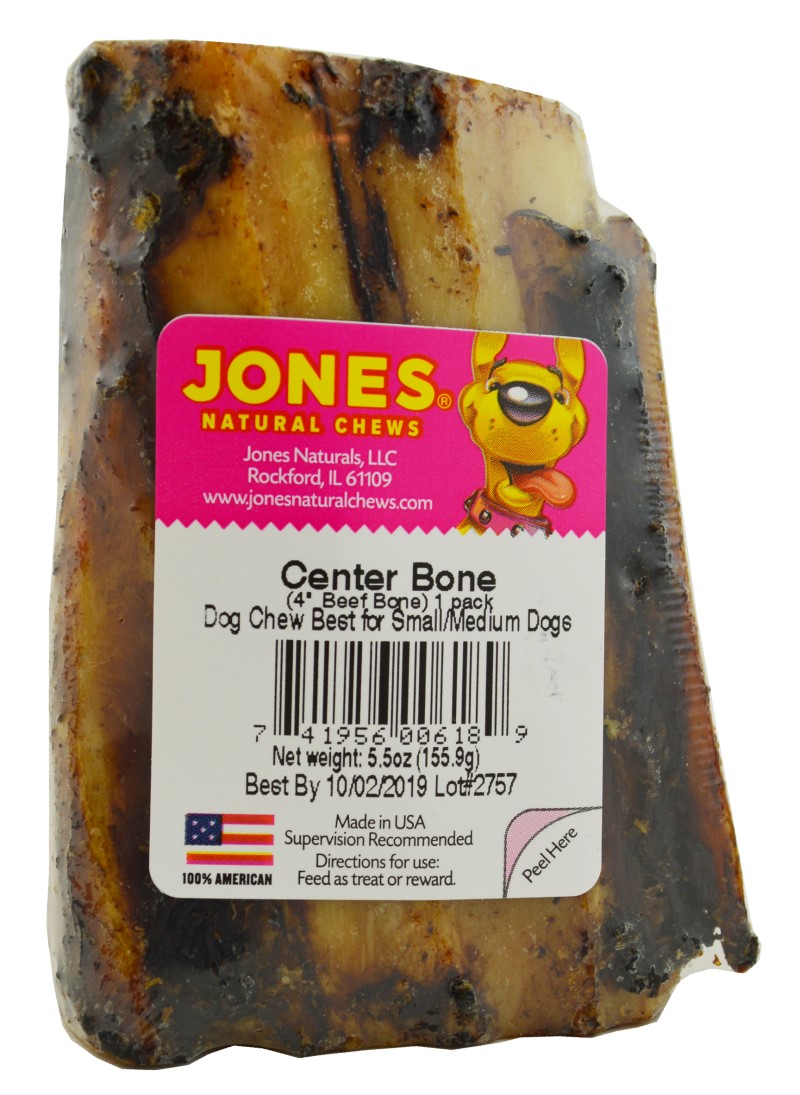 JONES®
NATURAL CHEWS
Jones Naturals, LLC
Rockford, IL 61109
www.jonesnaturalchews.com
Center Bone
(4" Beef Bone) 1 pack
Dog Chew Best for Small/Medium Dogs
7 41956 00618 9
Net weight: 5.5oz (155.9g)
Best By 10/02/2019 Lot#2757
100% AMERICAN
Made in USA
Supervision Recommended
Directions for use:
Feed as treat or reward.
Peel Here